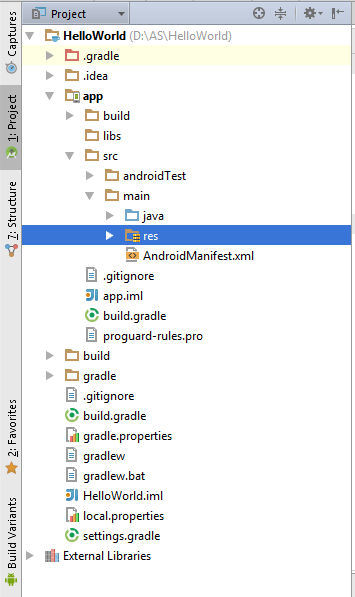 Project
HelloWorld (D:\AS\HelloWorld)
.gradle
.idea
app
build
libs
src
androidTest
main
java
res
AndroidManifest.xml
.gitignore
app.iml
build.gradle
proguard-rules.pro
build
gradle
.gitignore
build.gradle
gradle.properties
gradlew
gradlew.bat
HelloWorld.iml
local.properties
settings.gradle
External Libraries
Captures
1: Project
7: Structure
2: Favorites
Build Variants